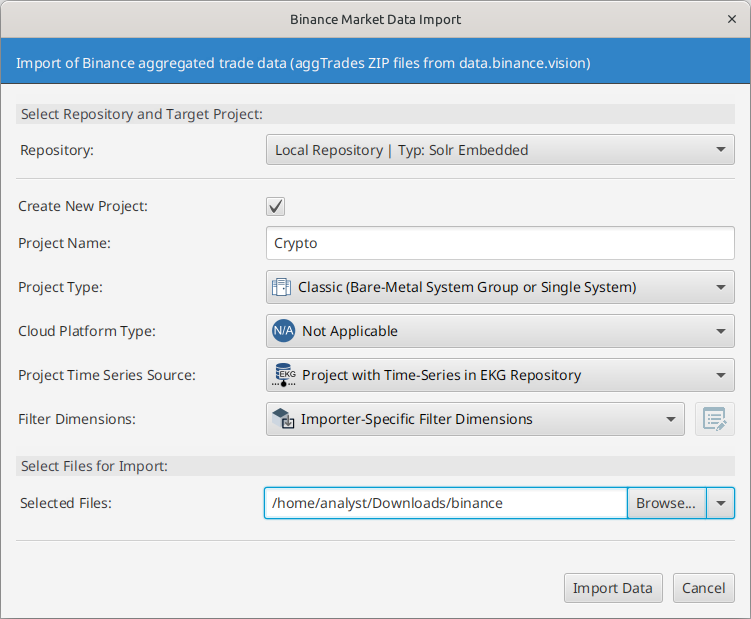 Binance Market Data Import
Import of Binance aggregated trade data (aggTrades ZIP files from data.binance.vision)
Select Repository and Target Project:
Repository: Local Repository | Typ: Solr Embedded
Create New Project:
Project Name: Crypto
Project Type: Classic (Bare-Metal System Group or Single System)
Cloud Platform Type: N/A Not Applicable
Project Time Series Source: EKG Project with Time-Series in EKG Repository
Filter Dimensions: Importer-Specific Filter Dimensions
Select Files for Import:
Selected Files: /home/analyst/Downloads/binance Browse...
Import Data Cancel